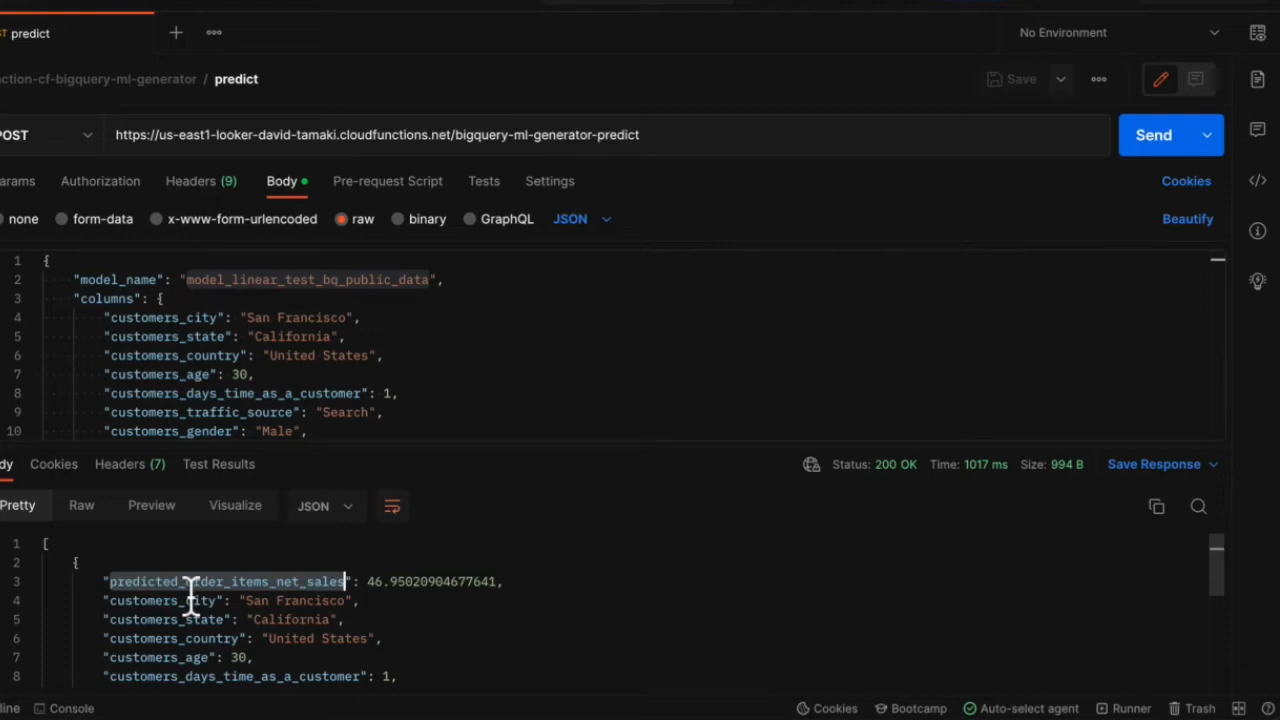 ST predict
No Environment
ction-cf-bigquery-ml-generator / predict
Save
POST
https://us-east1-looker-david-tamaki.cloudfunctions.net/bigquery-ml-generator-predict
Send
arams Authorization Headers (9) Body Pre-request Script Tests Settings Cookies
none form-data x-www-form-urlencoded raw binary GraphQL JSON Beautify
1 {
2 "model_name": "model_linear_test_bq_public_data",
3 "columns": {
4 "customers_city": "San Francisco",
5 "customers_state": "California",
6 "customers_country": "United States",
7 "customers_age": 30,
8 "customers_days_time_as_a_customer": 1,
9 "customers_traffic_source": "Search",
10 "customers_gender": "Male",
dy Cookies Headers (7) Test Results Status: 200 OK Time: 1017 ms Size: 994 B Save Response
Pretty Raw Preview Visualize JSON
1 [
2 {
3 "predicted_order_items_net_sales": 46.95020904677641,
4 "customers_city": "San Francisco",
5 "customers_state": "California",
6 "customers_country": "United States",
7 "customers_age": 30,
8 "customers_days_time_as_a_customer": 1,
line Console Cookies Bootcamp Auto-select agent Runner Trash